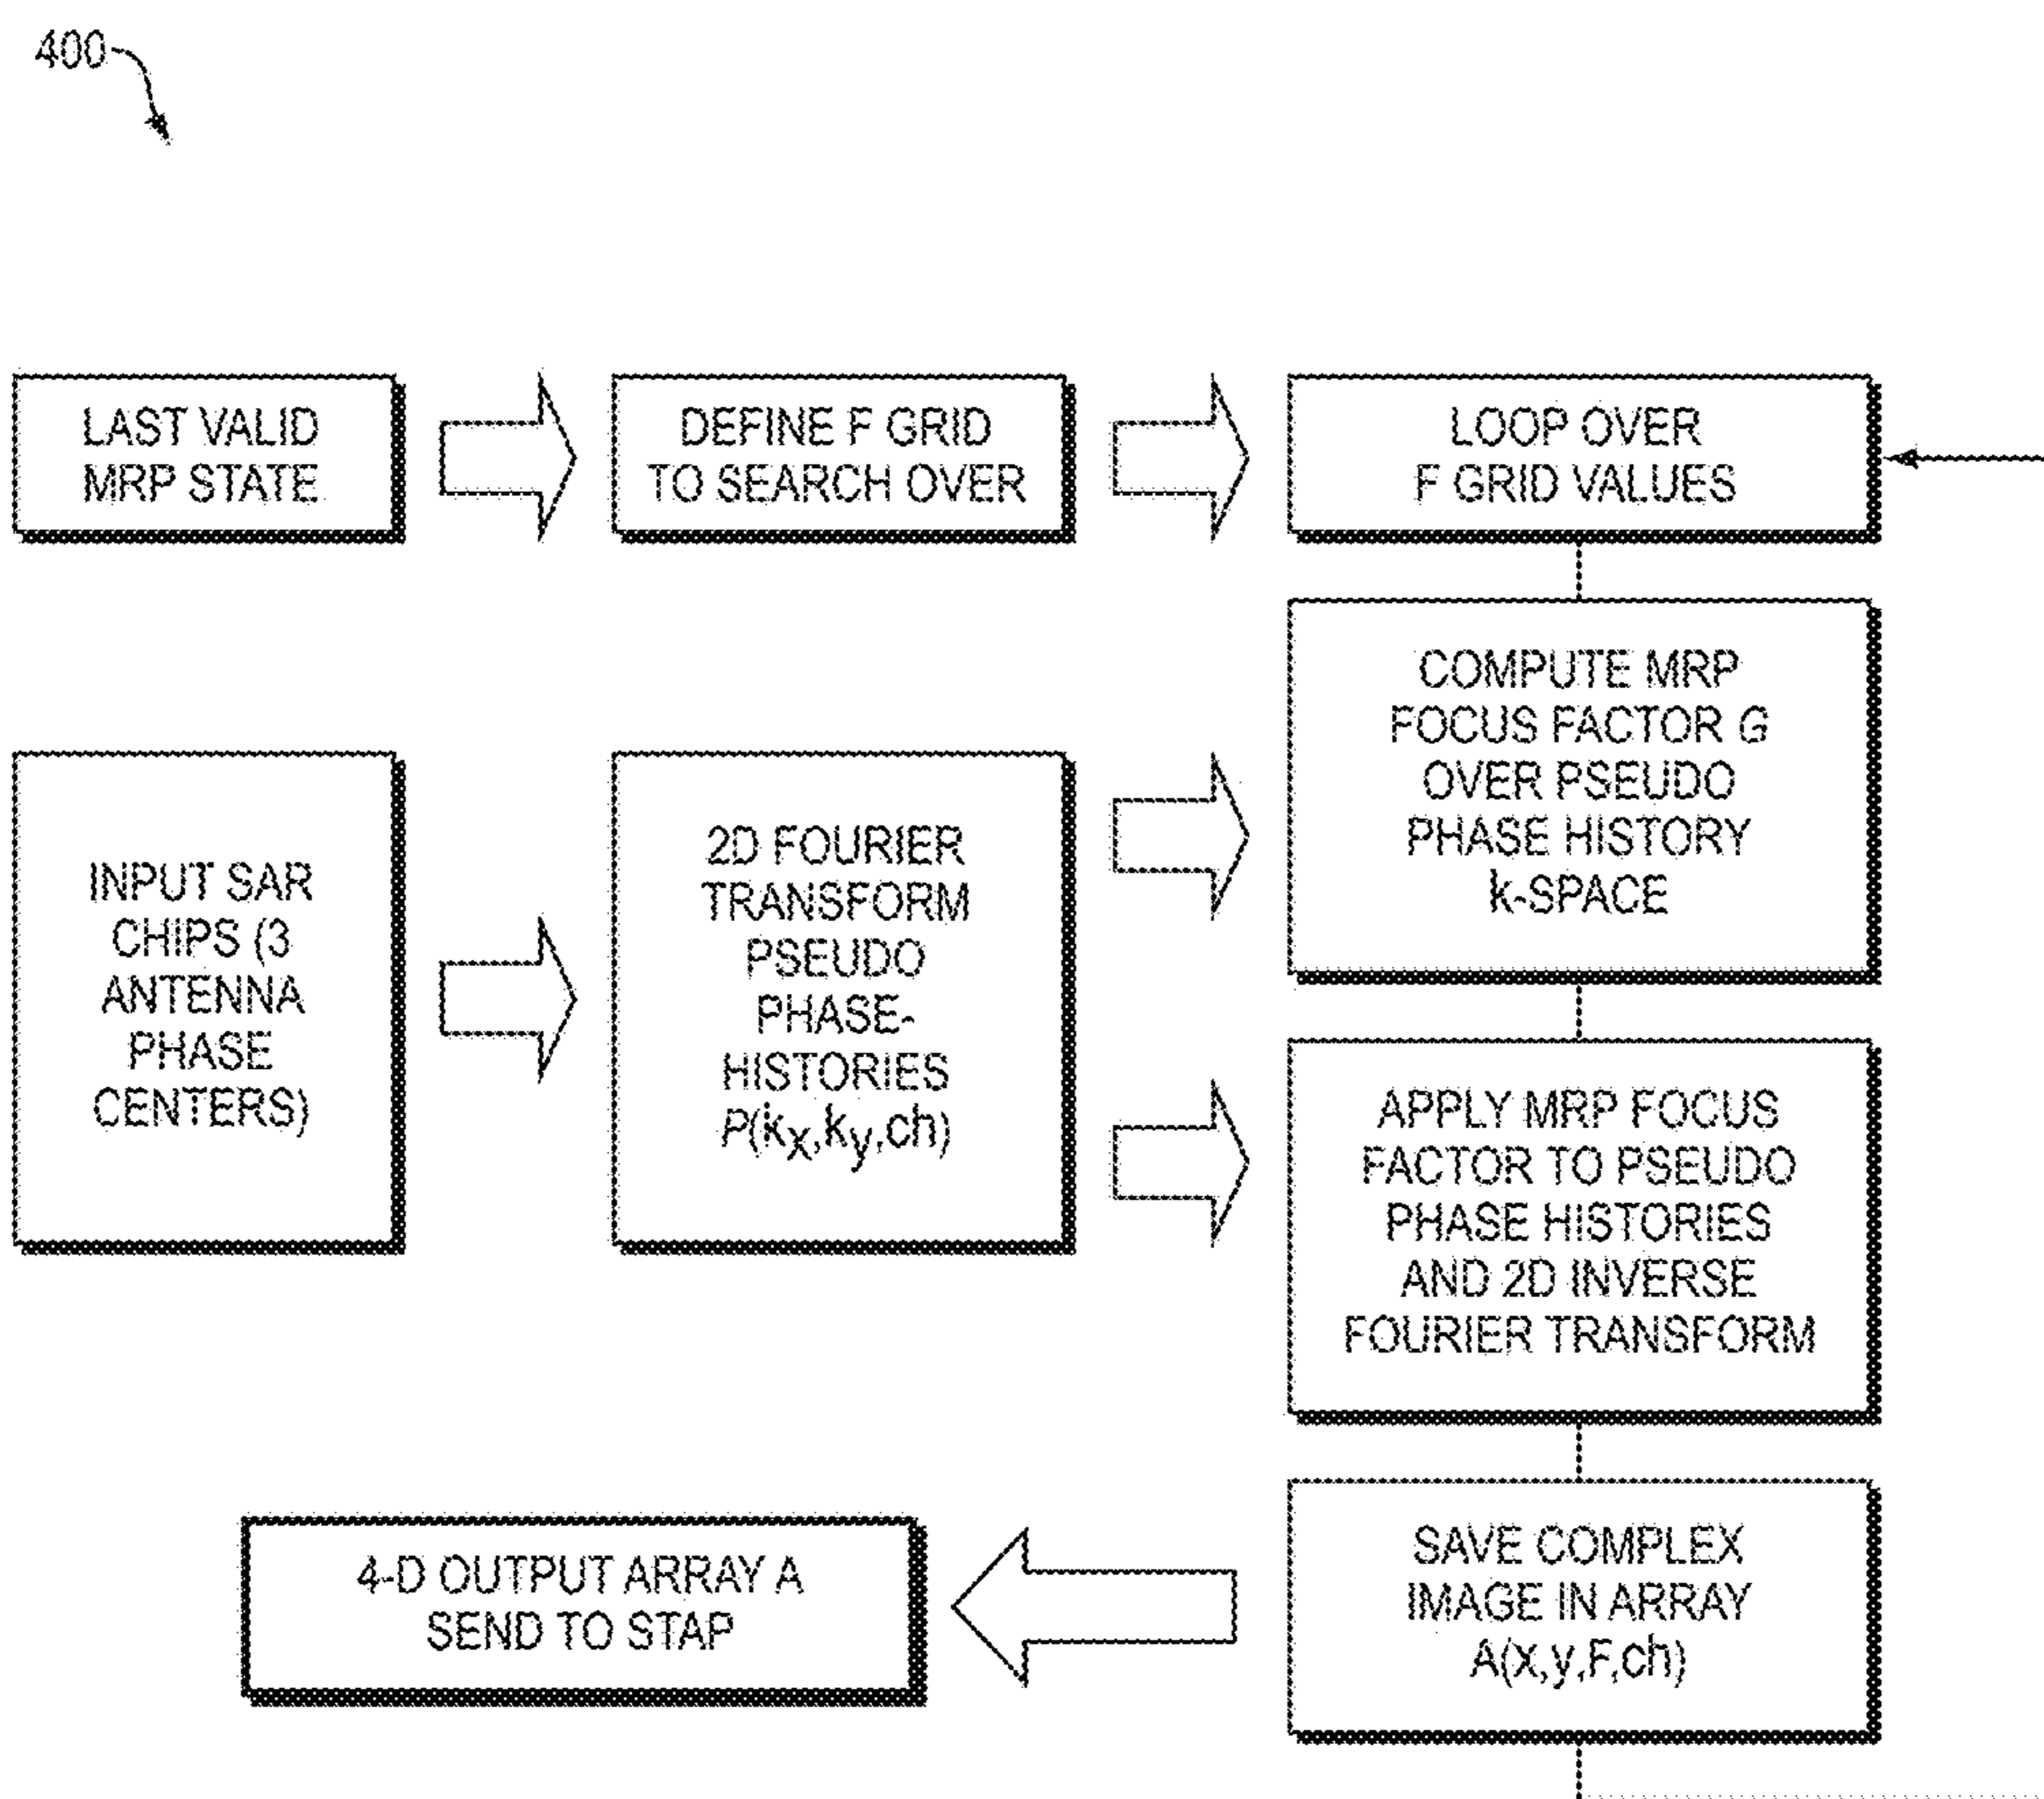 400
LAST VALID
MRP STATE
DEFINE F GRID
TO SEARCH OVER
LOOP OVER
F GRID VALUES
COMPUTE MRP
FOCUS FACTOR G
OVER PSEUDO
PHASE HISTORY
k-SPACE
INPUT SAR
CHIPS (3
ANTENNA
PHASE
CENTERS)
2D FOURIER
TRANSFORM
PSEUDO
PHASE-
HISTORIES
P(kx,ky,ch)
APPLY MRP FOCUS
FACTOR TO PSEUDO
PHASE HISTORIES
AND 2D INVERSE
FOURIER TRANSFORM
SAVE COMPLEX
IMAGE IN ARRAY
A(x,y,F,ch)
4-D OUTPUT ARRAY A
SEND TO STAP